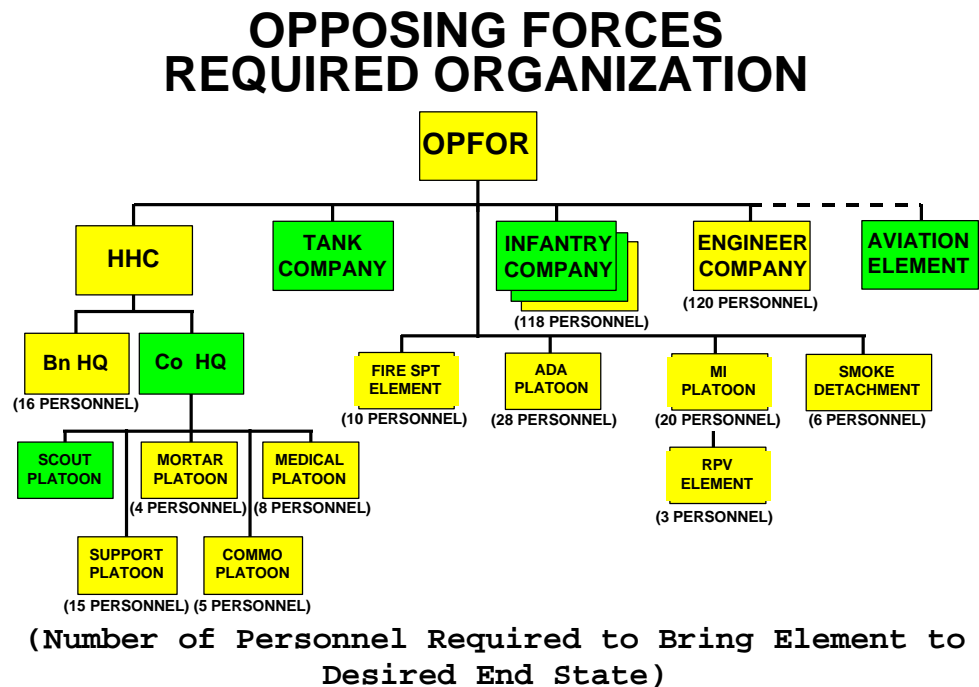 OPPOSING FORCES
REQUIRED ORGANIZATION
OPFOR
HHC
TANK
COMPANY
INFANTRY
COMPANY
(118 PERSONNEL)
ENGINEER
COMPANY
(120 PERSONNEL)
AVIATION
ELEMENT
Bn HQ
(16 PERSONNEL)
Co HQ
FIRE SPT
ELEMENT
(10 PERSONNEL)
ADA
PLATOON
(28 PERSONNEL)
MI
PLATOON
(20 PERSONNEL)
SMOKE
DETACHMENT
(6 PERSONNEL)
SCOUT
PLATOON
MORTAR
PLATOON
(4 PERSONNEL)
MEDICAL
PLATOON
(8 PERSONNEL)
RPV
ELEMENT
(3 PERSONNEL)
SUPPORT
PLATOON
(15 PERSONNEL)
COMMO
PLATOON
(5 PERSONNEL)
(Number of Personnel Required to Bring Element to
Desired End State)